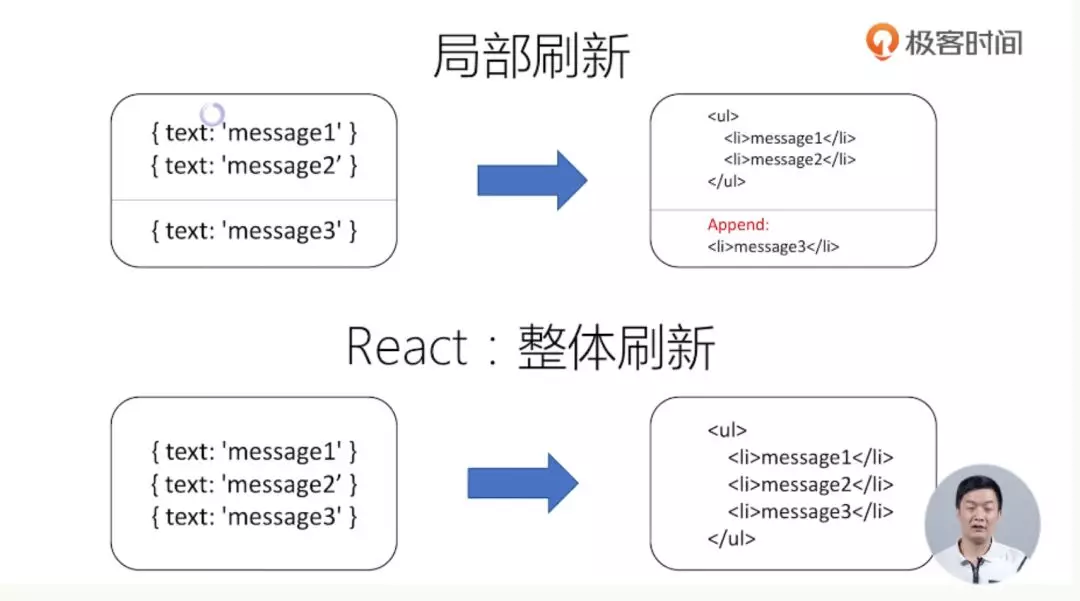 局部刷新
极客时间
{ text: 'message1' }
{ text: 'message2’ }
{ text: 'message3' }
<ul>
<li>message1</li>
<li>message2</li>
</ul>
Append:
<li>message3</li>
React：整体刷新
{ text: 'message1' }
{ text: 'message2’ }
{ text: 'message3' }
<ul>
<li>message1</li>
<li>message2</li>
<li>message3</li>
</ul>